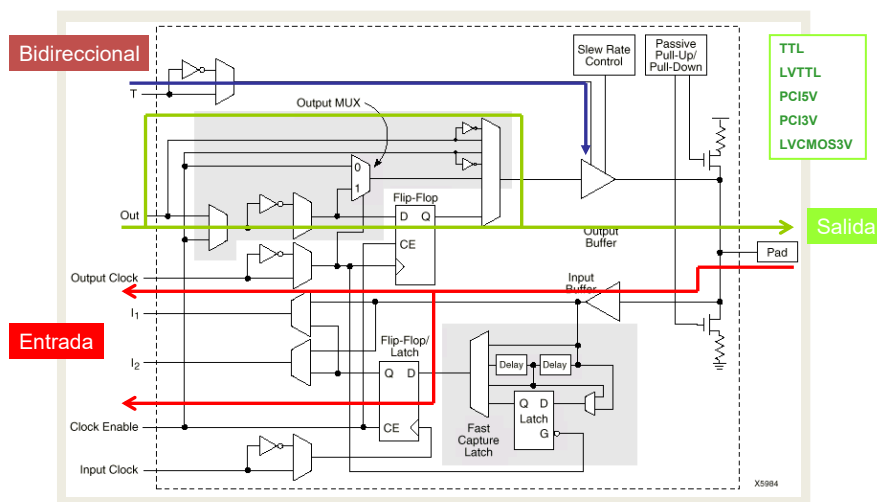 Bidireccional
T
Slew Rate
Control
Passive
Pull-Up/
Pull-Down
TTL
LVTTL
PCI5V
PCI3V
LVCMOS3V
Output MUX
0
1
Flip-Flop
D Q
CE
Out
Output
Buffer
Salida
Pad
Output Clock
Input
Buffer
I1
Entrada
I2
Flip-Flop/
Latch
Q D
CE
Delay
Delay
Q D
Latch
G
Fast
Capture
Latch
Clock Enable
Input Clock
X5984